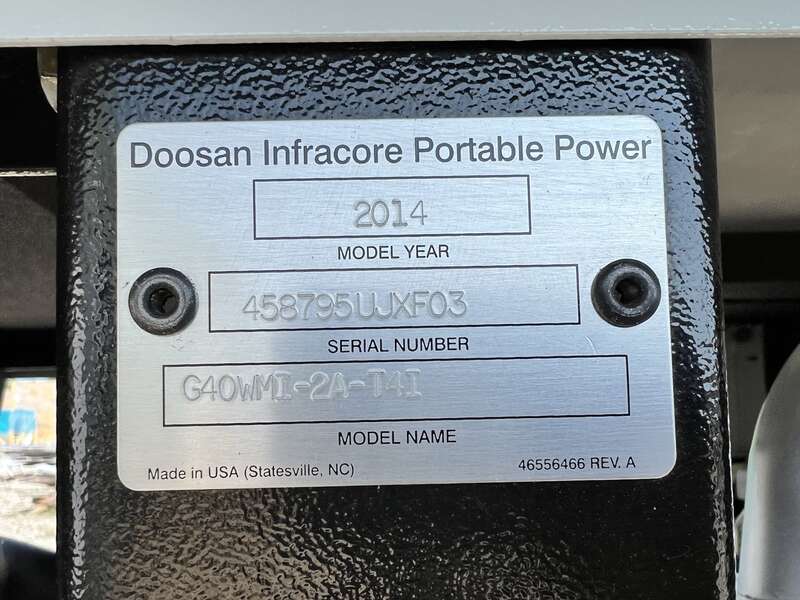 Doosan Infracore Portable Power
2014
MODEL YEAR
458795UJXF03
SERIAL NUMBER
G40WMI-2A-T4I
MODEL NAME
Made in USA (Statesville, NC) 46556466 REV. A